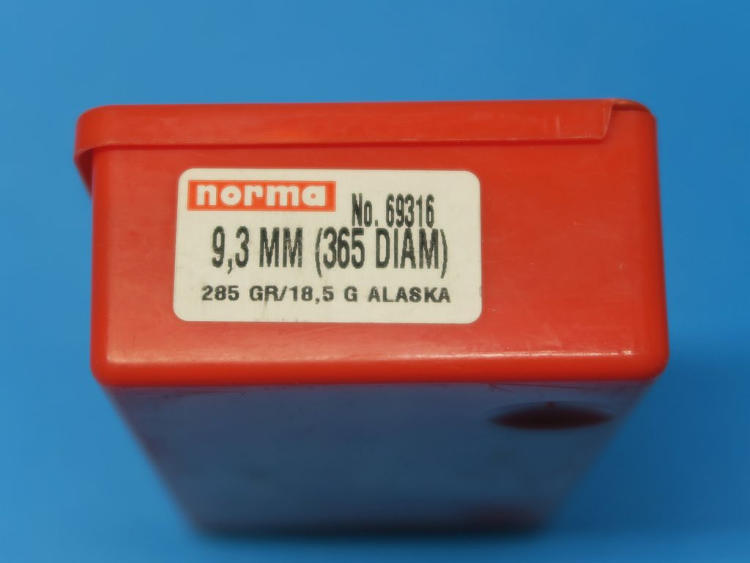 norma
No. 69316
9,3 MM (365 DIAM)
285 GR/18,5 G ALASKA